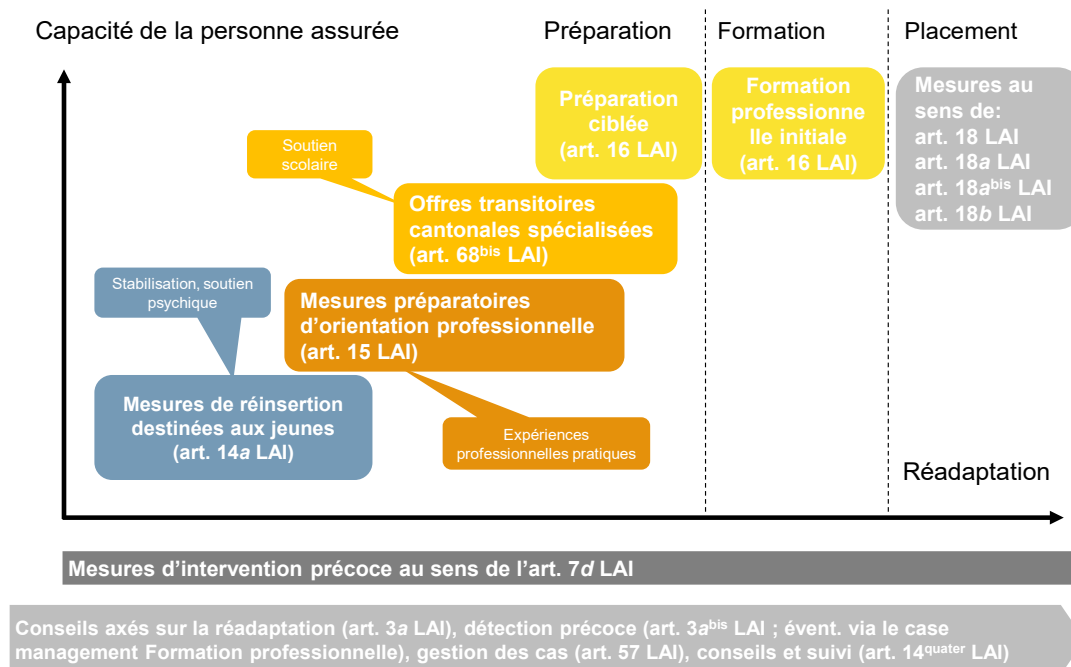 Capacité de la personne assurée
Préparation
Formation
Placement
Préparation
ciblée
(art. 16 LAI)
Formation
professionne
lle initiale
(art. 16 LAI)
Mesures au
sens de:
art. 18 LAI
art. 18a LAI
art. 18abis LAI
art. 18b LAI
Soutien
scolaire
Offres transitoires
cantonales spécialisées
(art. 68bis LAI)
Stabilisation, soutien
psychique
Mesures préparatoires
d’orientation professionnelle
(art. 15 LAI)
Mesures de réinsertion
destinées aux jeunes
(art. 14a LAI)
Expériences
professionnelles pratiques
Réadaptation
Mesures d’intervention précoce au sens de l’art. 7d LAI
Conseils axés sur la réadaptation (art. 3a LAI), détection précoce (art. 3abis LAI ; évent. via le case
management Formation professionnelle), gestion des cas (art. 57 LAI), conseils et suivi (art. 14quater LAI)